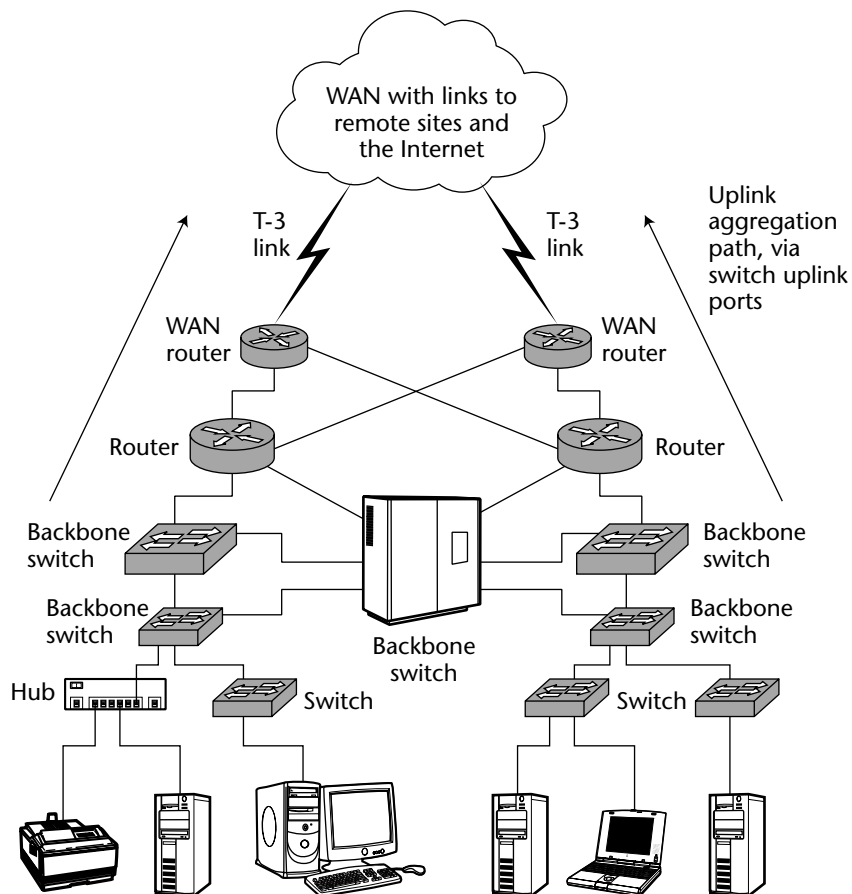 WAN with links to
remote sites and
the Internet
Uplink
aggregation
path, via
switch uplink
ports
T-3
link
T-3
link
WAN
router
WAN
router
Router
Router
Backbone
switch
Backbone
switch
Backbone
switch
Backbone
switch
Backbone
switch
Hub
Switch
Switch